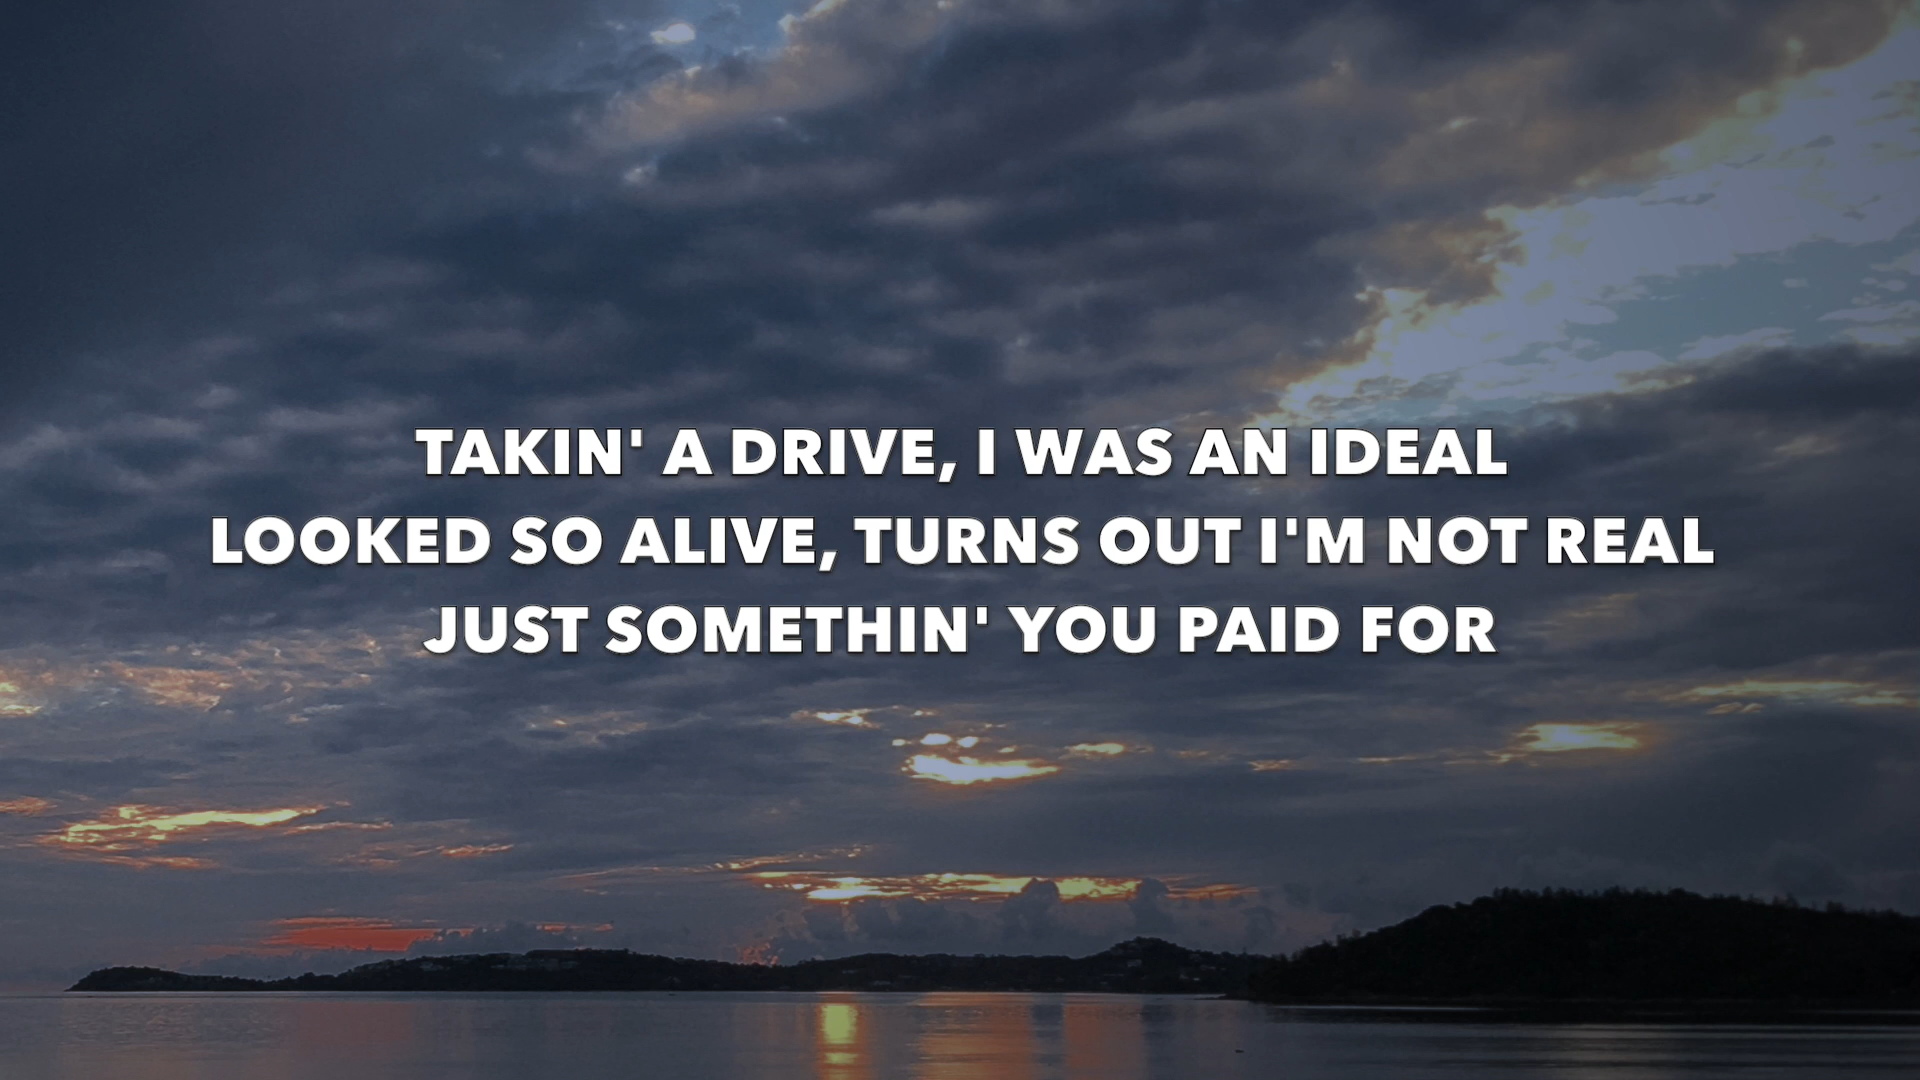 TAKIN' A DRIVE, I WAS AN IDEAL
LOOKED SO ALIVE, TURNS OUT I'M NOT REAL
JUST SOMETHIN' YOU PAID FOR